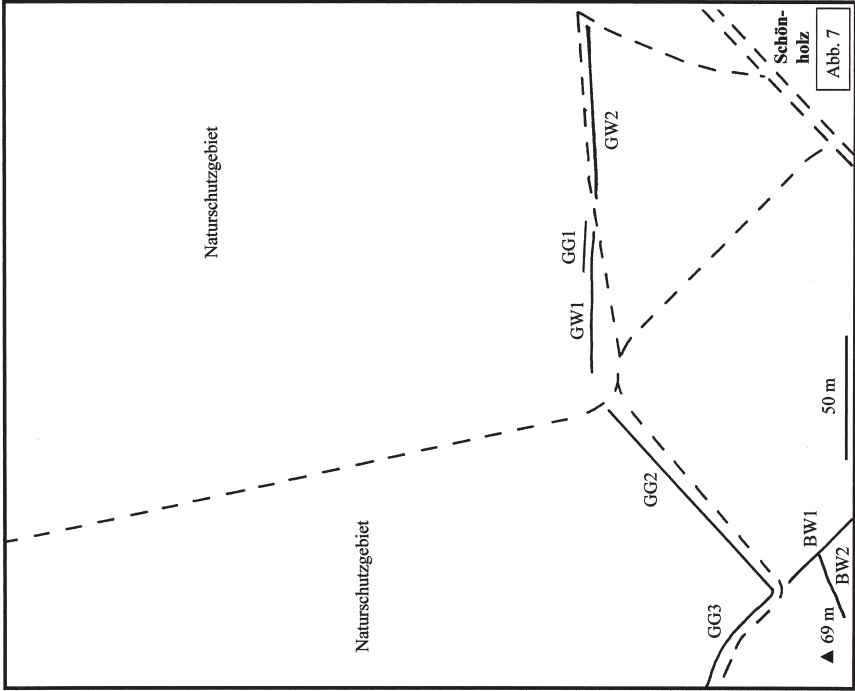 Naturschutzgebiet
Naturschutzgebiet
GW2
GG1
GW1
GG2
GG3
BW1
BW2
▲ 69 m
50 m
Schön-
holz
Abb. 7